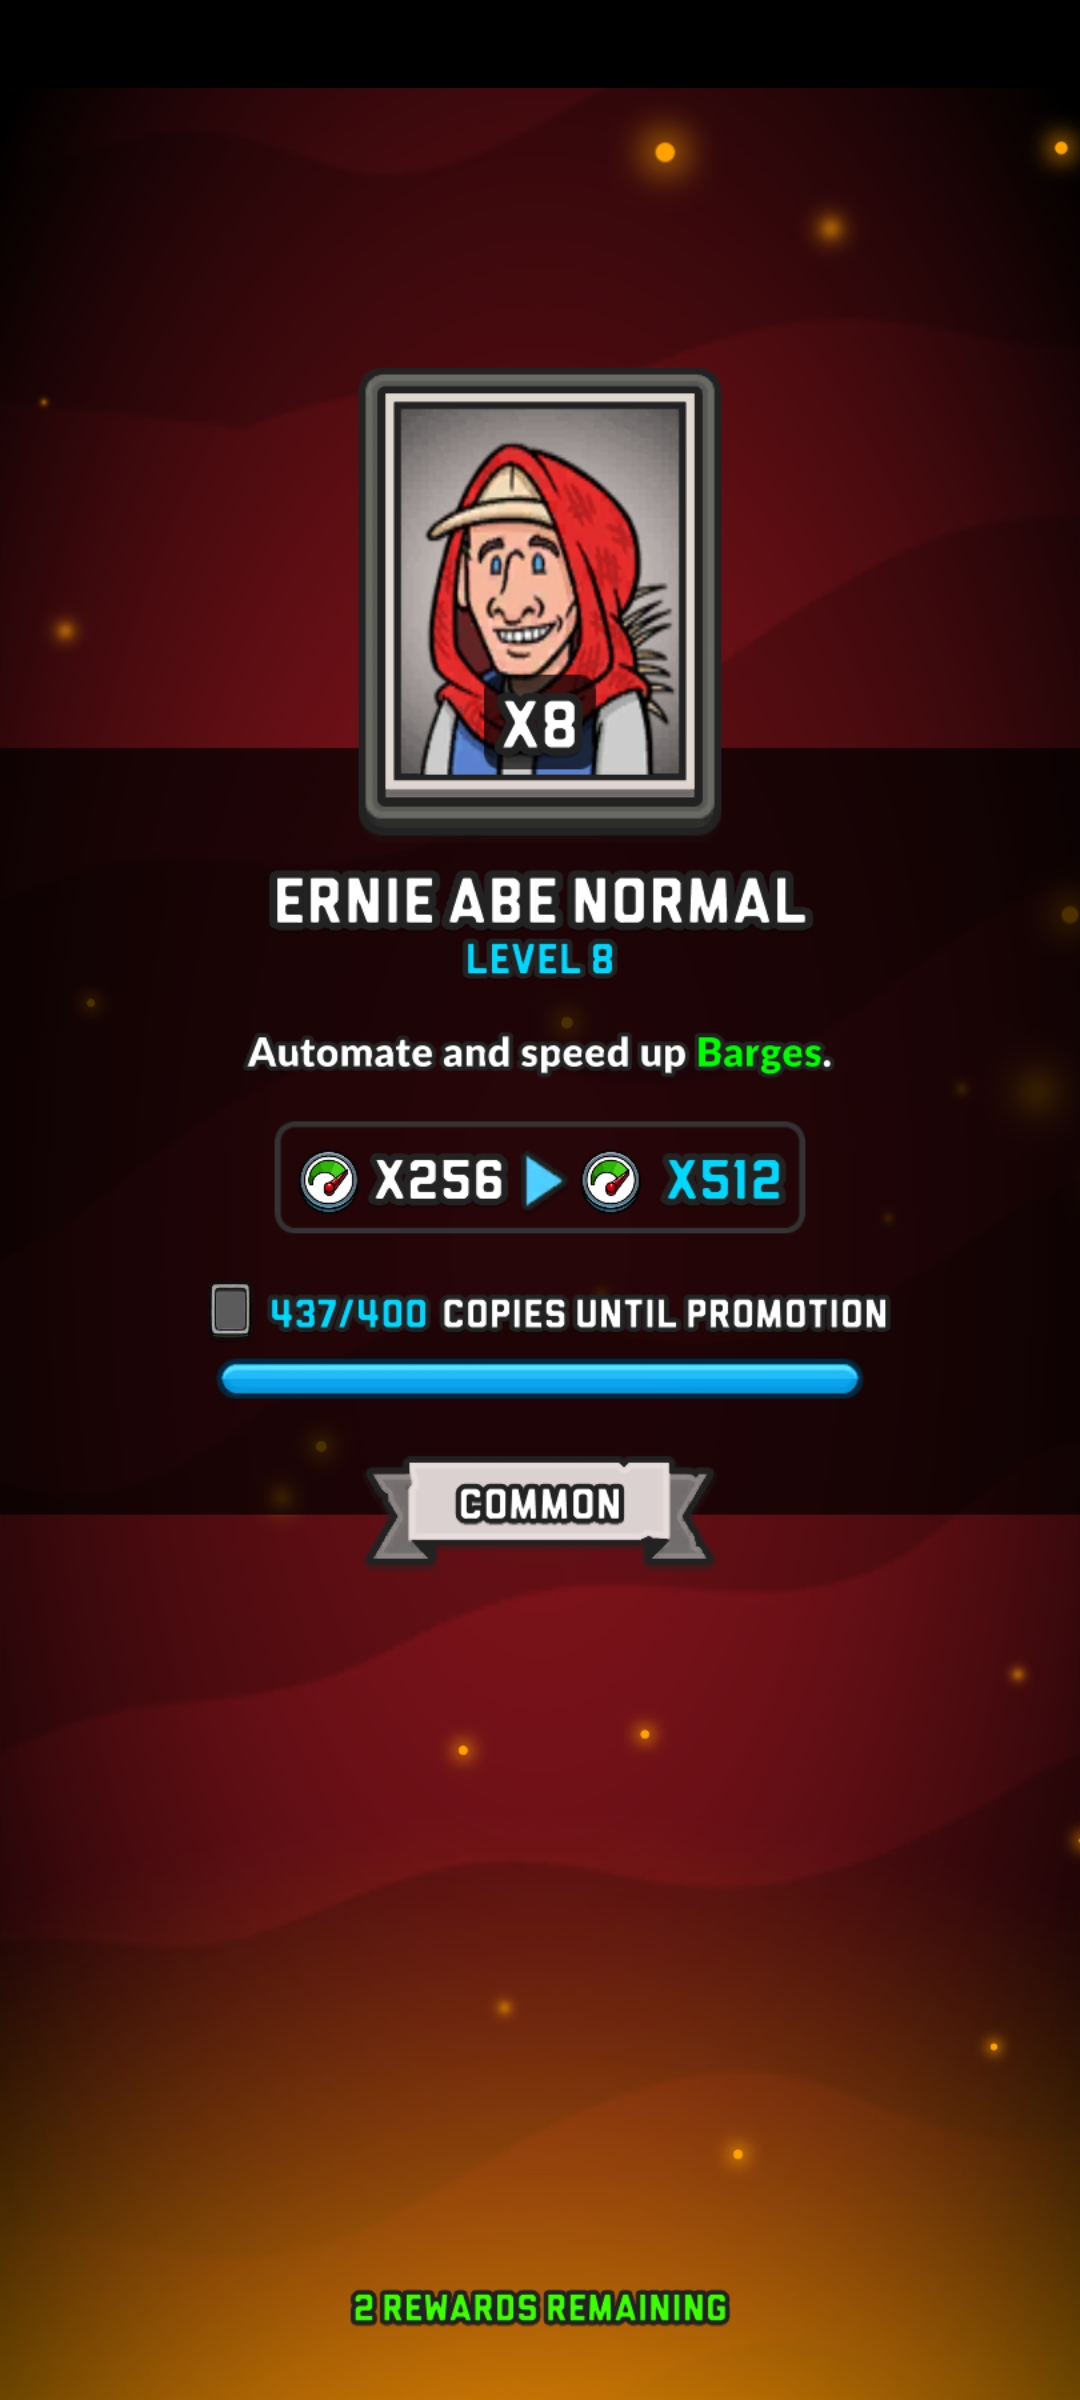 X8
ERNIE ABE NORMAL
LEVEL 8
Automate and speed up Barges.
X256 X512
437/400 COPIES UNTIL PROMOTION
COMMON
2 REWARDS REMAINING